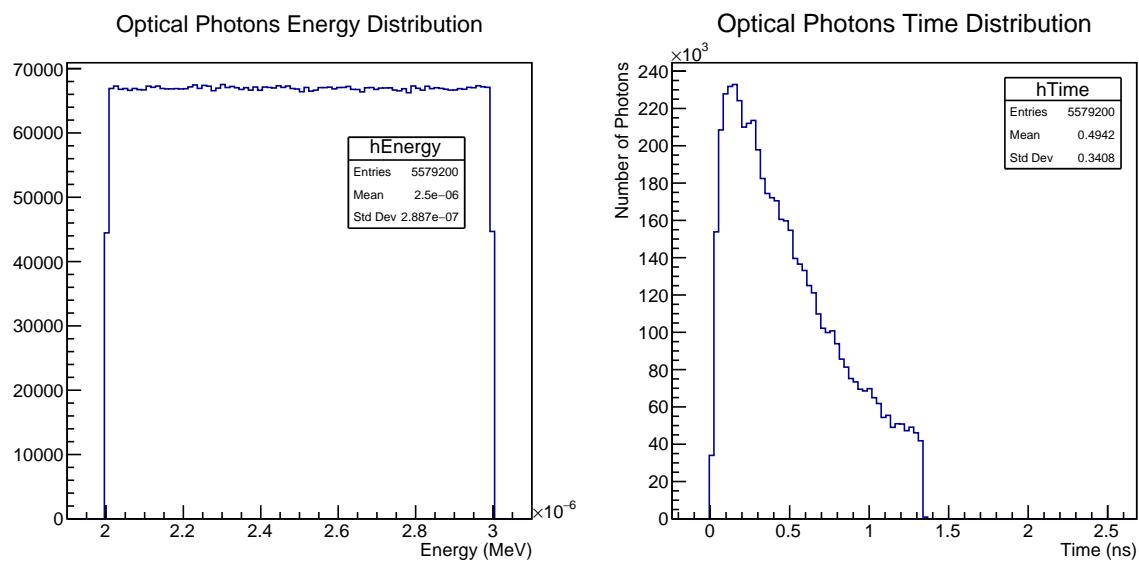 Optical Photons Energy Distribution
70000
60000
50000
40000
30000
20000
10000
0
hEnergy
Entries 5579200
Mean 2.5e−06
Std Dev 2.887e−07
2 2.2 2.4 2.6 2.8 3
×10⁻⁶
Energy (MeV)
Optical Photons Time Distribution
×10³
Number of Photons
240
220
200
180
160
140
120
100
80
60
40
20
0
hTime
Entries 5579200
Mean 0.4942
Std Dev 0.3408
0 0.5 1 1.5 2 2.5
Time (ns)